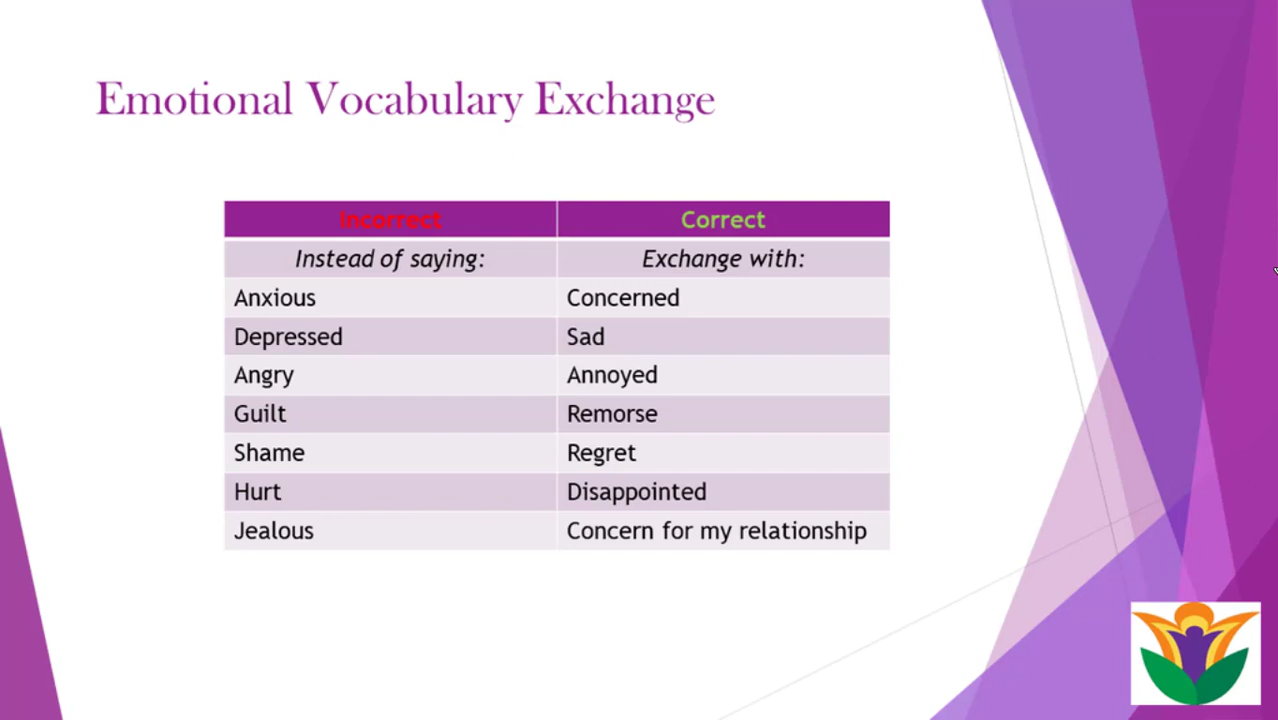 Emotional Vocabulary Exchange
Incorrect Correct
Instead of saying: Exchange with:
Anxious Concerned
Depressed Sad
Angry Annoyed
Guilt Remorse
Shame Regret
Hurt Disappointed
Jealous Concern for my relationship